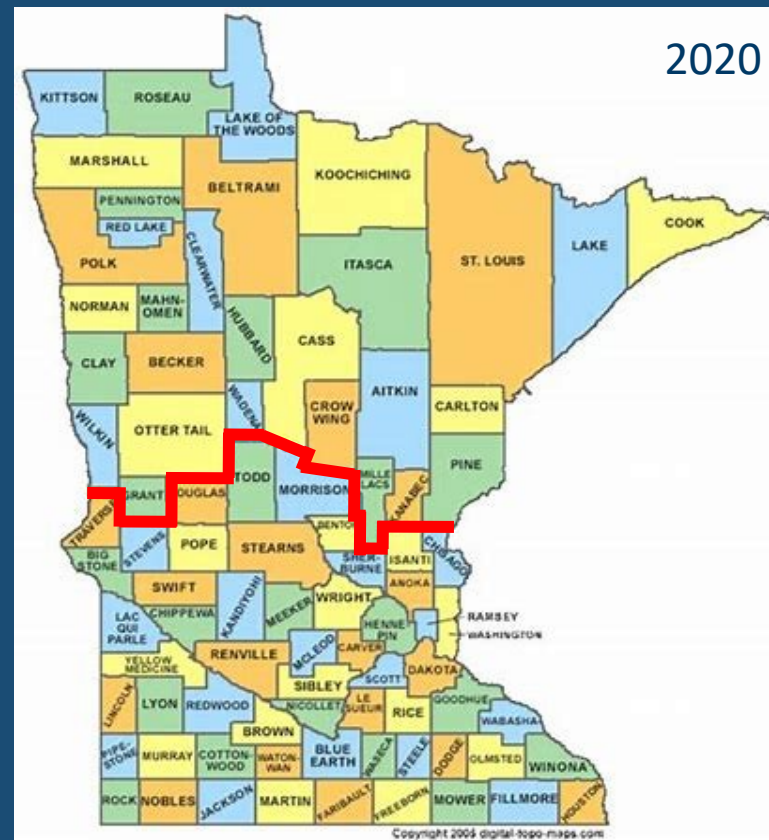 2020
KITTSON
ROSEAU
LAKE OF
THE WOODS
MARSHALL
KOOCHICHING
BELTRAMI
PENNINGTON
RED LAKE
CLEARWATER
COOK
LAKE
ST. LOUIS
POLK
ITASCA
NORMAN
MAHN-
OMEN
HUBBARD
CASS
CLAY
BECKER
AITKIN
WADENA
CROW
WING
CARLTON
WILKIN
OTTER TAIL
PINE
TODD
MILLE
LACS
KANABEC
GRANT
DOUGLAS
MORRISON
TRAVERSE
BENTON
STEVENS
POPE
STEARNS
SHER-
BURNE
ISANTI
CHISAGO
BIG
STONE
ANOKA
SWIFT
KANDIYOHI
MEEKER
WRIGHT
LAC
QUI
PARLE
CHIPPEWA
HENNE
PIN
RAMSEY
WASHINGTON
RENVILLE
MCLEOD
CARVER
YELLOW
MEDICINE
SCOTT
DAKOTA
SIBLEY
LINCOLN
LYON
REDWOOD
NICOLLET
LE
SUEUR
RICE
GOODHUE
WABASHA
BROWN
PIPE-
STONE
MURRAY
COTTON-
WOOD
WATON-
WAN
BLUE
EARTH
WASECA
STEELE
DODGE
OLMSTED
WINONA
ROCK
NOBLES
JACKSON
MARTIN
FARIBAULT
FREEBORN
MOWER
FILLMORE
HOUSTON
Copyright 2005 digital-topo-maps.com